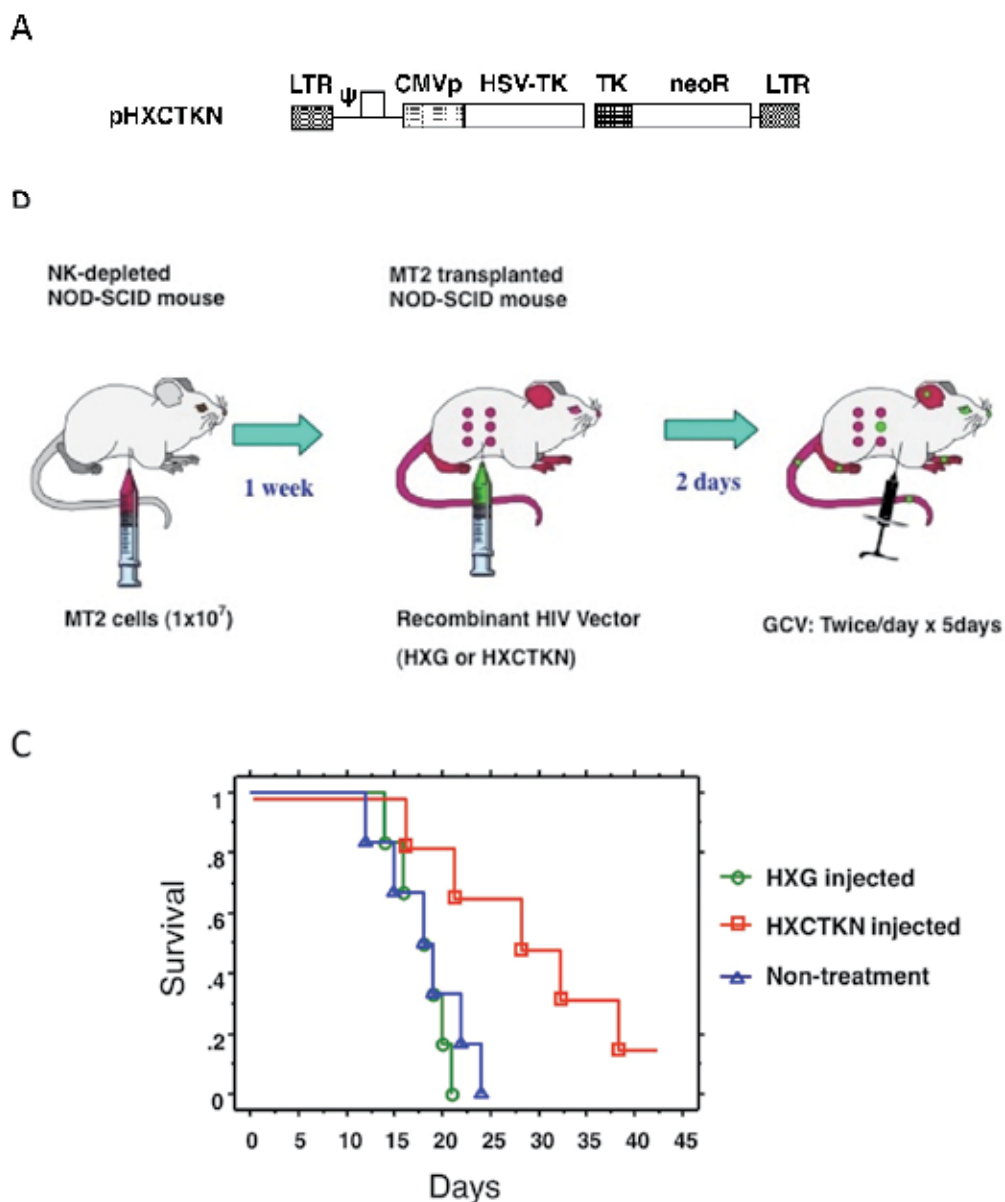 A
LTR Ψ CMVp HSV-TK TK neoR LTR
pHXCTKN
D
NK-depleted
NOD-SCID mouse
MT2 transplanted
NOD-SCID mouse
1 week
2 days
MT2 cells (1x10⁷)
Recombinant HIV Vector
(HXG or HXCTKN)
GCV: Twice/day x 5days
C
1
.8
.6
.4
.2
0
Survival
0 5 10 15 20 25 30 35 40 45
Days
HXG injected
HXCTKN injected
Non-treatment